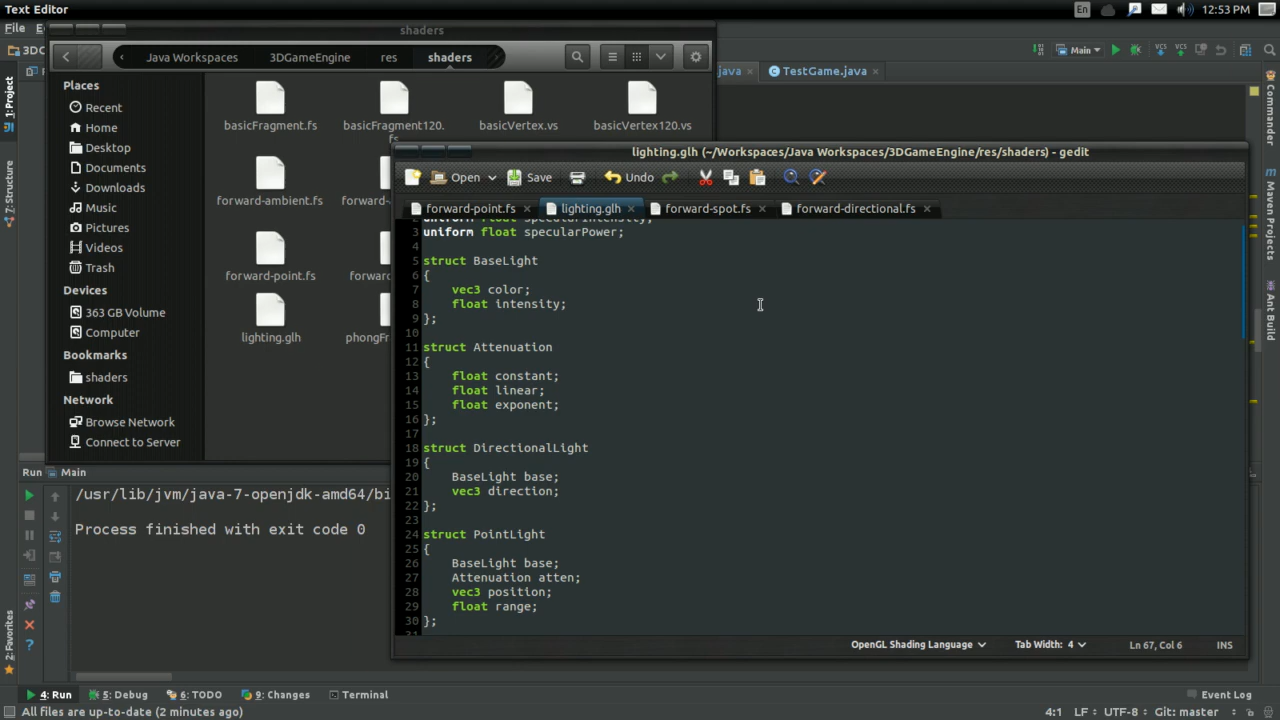 Text Editor
En
12:53 PM
File
shaders
3DG
Java Workspaces
3DGameEngine
res
shaders
Main
java
TestGame.java
1: Project
7: Structure
2: Favorites
Commander
Maven Projects
Ant Build
Places
Recent
Home
Desktop
Documents
Downloads
Music
Pictures
Videos
Trash
Devices
363 GB Volume
Computer
Bookmarks
shaders
Network
Browse Network
Connect to Server
basicFragment.fs
basicFragment120.
fs
basicVertex.vs
basicVertex120.vs
forward-ambient.fs
forward-
forward-point.fs
forward
lighting.glh
phongF
lighting.glh (~/Workspaces/Java Workspaces/3DGameEngine/res/shaders) - gedit
Open
Save
Undo
forward-point.fs
lighting.glh
forward-spot.fs
forward-directional.fs
2 uniform float specularIntensity;
3 uniform float specularPower;
4
5 struct BaseLight
6 {
7 vec3 color;
8 float intensity;
9 };
10
11 struct Attenuation
12 {
13 float constant;
14 float linear;
15 float exponent;
16 };
17
18 struct DirectionalLight
19 {
20 BaseLight base;
21 vec3 direction;
22 };
23
24 struct PointLight
25 {
26 BaseLight base;
27 Attenuation atten;
28 vec3 position;
29 float range;
30 };
31
OpenGL Shading Language
Tab Width: 4
Ln 67, Col 6
INS
Run
Main
/usr/lib/jvm/java-7-openjdk-amd64/bi
Process finished with exit code 0
4: Run
5: Debug
6: TODO
9: Changes
Terminal
Event Log
All files are up-to-date (2 minutes ago)
4:1
LF
UTF-8
Git: master